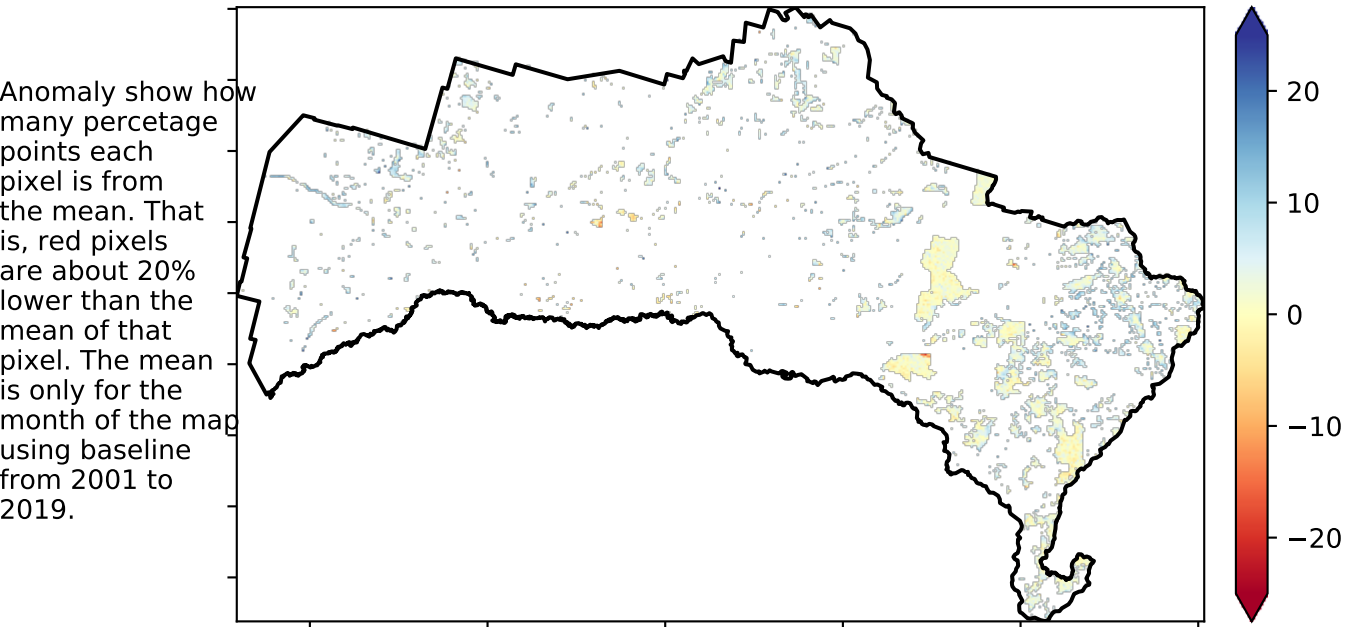 Anomaly show how
many percetage
points each
pixel is from
the mean. That
is, red pixels
are about 20%
lower than the
mean of that
pixel. The mean
is only for the
month of the map
using baseline
from 2001 to
2019.
20
10
0
−10
−20